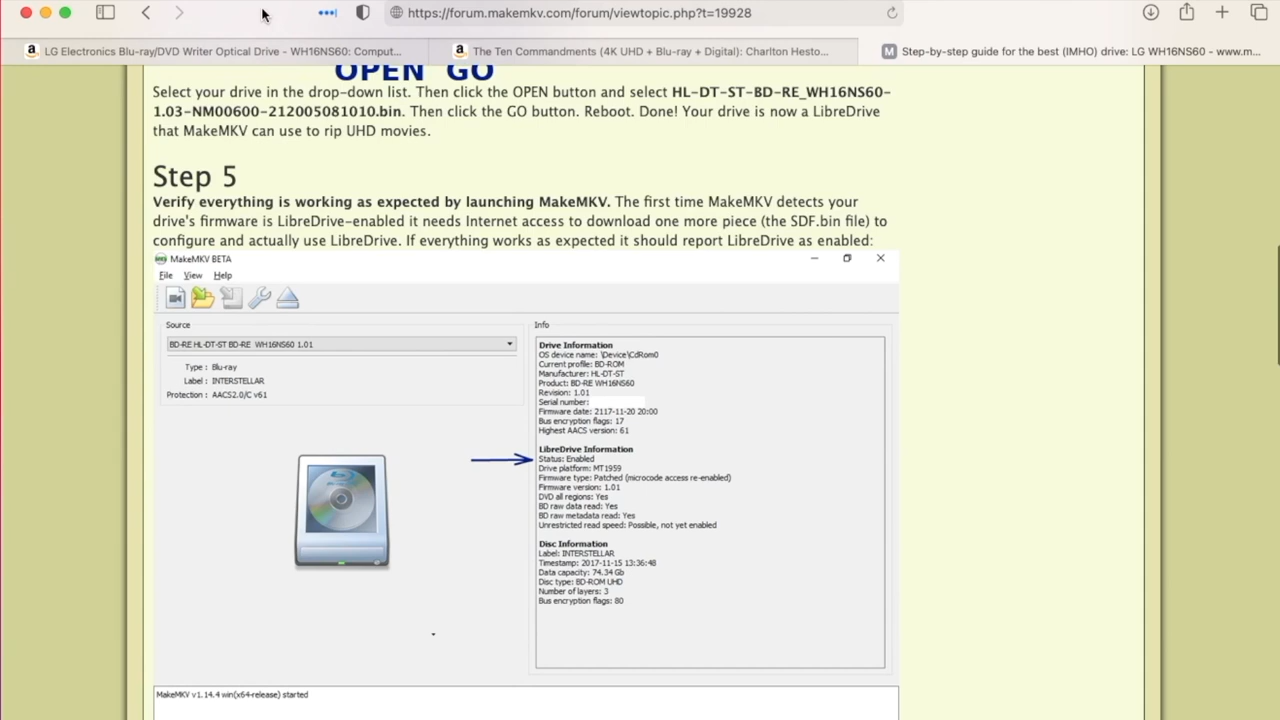 https://forum.makemkv.com/forum/viewtopic.php?t=19928
LG Electronics Blu-ray/DVD Writer Optical Drive - WH16NS60: Comput...
The Ten Commandments (4K UHD + Blu-ray + Digital): Charlton Hesto...
M Step-by-step guide for the best (IMHO) drive: LG WH16NS60 - www.m...
OPEN GO
Select your drive in the drop-down list. Then click the OPEN button and select HL-DT-ST-BD-RE_WH16NS60-
1.03-NM00600-212005081010.bin. Then click the GO button. Reboot. Done! Your drive is now a LibreDrive
that MakeMKV can use to rip UHD movies.
Step 5
Verify everything is working as expected by launching MakeMKV. The first time MakeMKV detects your
drive's firmware is LibreDrive-enabled it needs Internet access to download one more piece (the SDF.bin file) to
configure and actually use LibreDrive. If everything works as expected it should report LibreDrive as enabled:
MakeMKV BETA
File View Help
Source
BD-RE HL-DT-ST BD-RE WH16NS60 1.01
Type : Blu-ray
Label : INTERSTELLAR
Protection : AACS2.0/C v61
Info
Drive Information
OS device name: \Device\CdRom0
Current profile: BD-ROM
Manufacturer: HL-DT-ST
Product: BD-RE WH16NS60
Revision: 1.01
Serial number:
Firmware date: 2117-11-20 20:00
Bus encryption flags: 17
Highest AACS version: 61
LibreDrive Information
Status: Enabled
Drive platform: MT1959
Firmware type: Patched (microcode access re-enabled)
Firmware version: 1.01
DVD all regions: Yes
BD raw data read: Yes
BD raw metadata read: Yes
Unrestricted read speed: Possible, not yet enabled
Disc Information
Label: INTERSTELLAR
Timestamp: 2017-11-15 13:36:48
Data capacity: 74.34 Gb
Disc type: BD-ROM UHD
Number of layers: 3
Bus encryption flags: 80
MakeMKV v1.14.4 win(x64-release) started